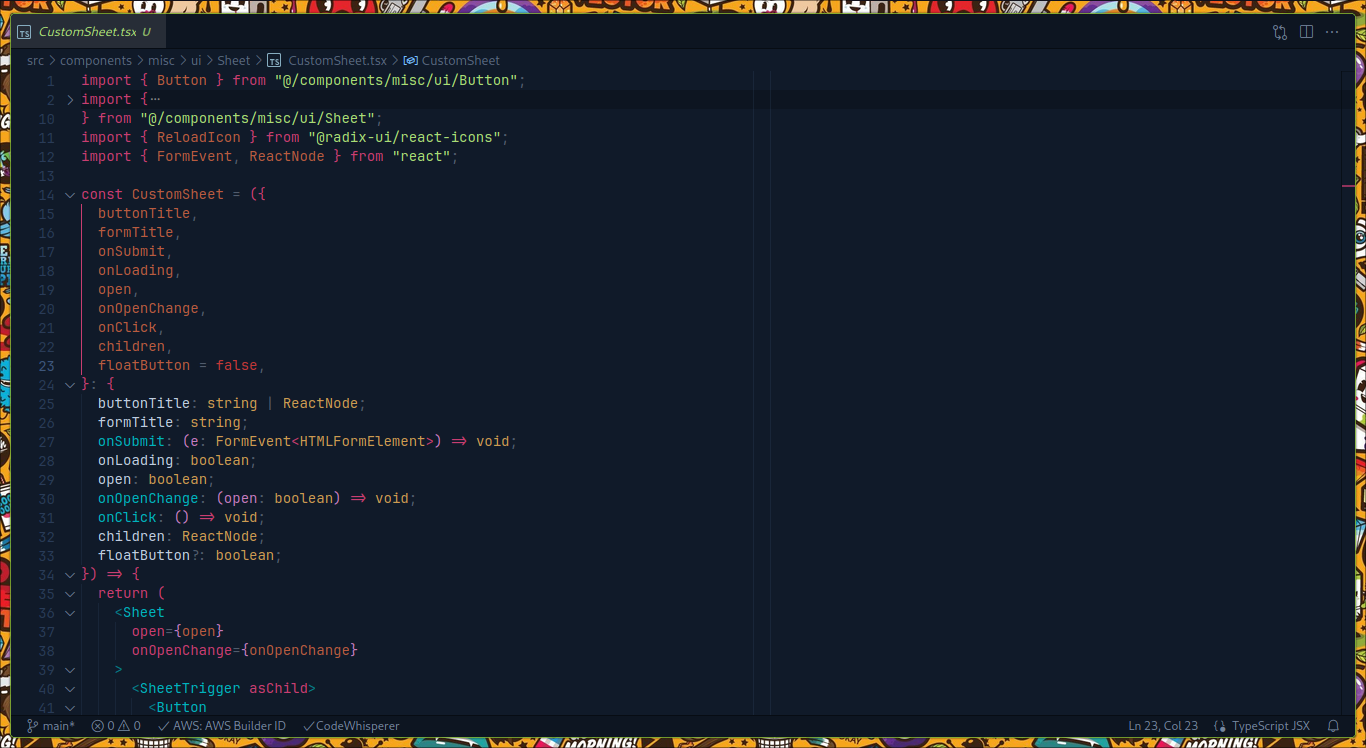 TS CustomSheet.tsx U
src > components > misc > ui > Sheet > TS CustomSheet.tsx > CustomSheet
1 import { Button } from "@/components/misc/ui/Button";
2 import {…
10 } from "@/components/misc/ui/Sheet";
11 import { ReloadIcon } from "@radix-ui/react-icons";
12 import { FormEvent, ReactNode } from "react";
13
14 const CustomSheet = ({
15 buttonTitle,
16 formTitle,
17 onSubmit,
18 onLoading,
19 open,
20 onOpenChange,
21 onClick,
22 children,
23 floatButton = false,
24 }: {
25 buttonTitle: string | ReactNode;
26 formTitle: string;
27 onSubmit: (e: FormEvent<HTMLFormElement>) => void;
28 onLoading: boolean;
29 open: boolean;
30 onOpenChange: (open: boolean) => void;
31 onClick: () => void;
32 children: ReactNode;
33 floatButton?: boolean;
34 }) => {
35 return (
36 <Sheet
37 open={open}
38 onOpenChange={onOpenChange}
39 >
40 <SheetTrigger asChild>
41 <Button
main* 0 0 AWS: AWS Builder ID CodeWhisperer Ln 23, Col 23 {} TypeScript JSX
MORNING! MORNING!